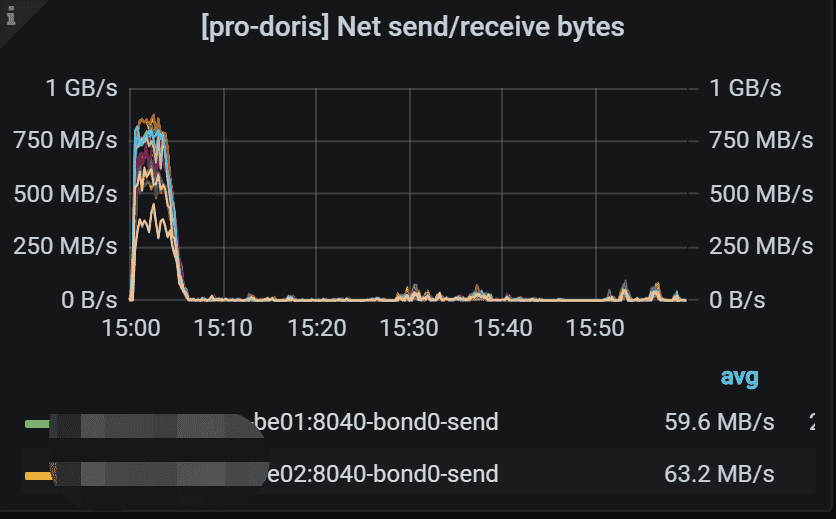 i
[pro-doris] Net send/receive bytes
1 GB/s 1 GB/s
750 MB/s 750 MB/s
500 MB/s 500 MB/s
250 MB/s 250 MB/s
0 B/s 0 B/s
15:00 15:10 15:20 15:30 15:40 15:50
avg
-be01:8040-bond0-send 59.6 MB/s
e02:8040-bond0-send 63.2 MB/s